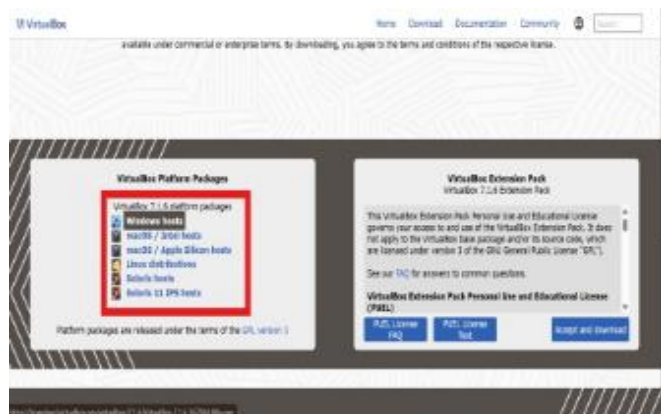 VirtualBox
Home Download Documentation Community
available under commercial or enterprise terms. By downloading, you agree to the terms and conditions of the respective license.
VirtualBox Platform Packages
VirtualBox 7.1.6 platform packages
Windows hosts
macOS / Intel hosts
macOS / Apple Silicon hosts
Linux distributions
Solaris hosts
Solaris 11 IPS hosts
Platform packages are released under the terms of the GPL version 3
VirtualBox Extension Pack
VirtualBox 7.1.6 Extension Pack
This VirtualBox Extension Pack Personal Use and Educational License
governs your access to and use of the VirtualBox Extension Pack. It does
not apply to the VirtualBox base package and/or its source code, which
are licensed under version 3 of the GNU General Public License "GPL").
See our FAQ for answers to common questions.
VirtualBox Extension Pack Personal Use and Educational License
(PUEL)
PUEL License
FAQ
PUEL License
Text
Accept and download